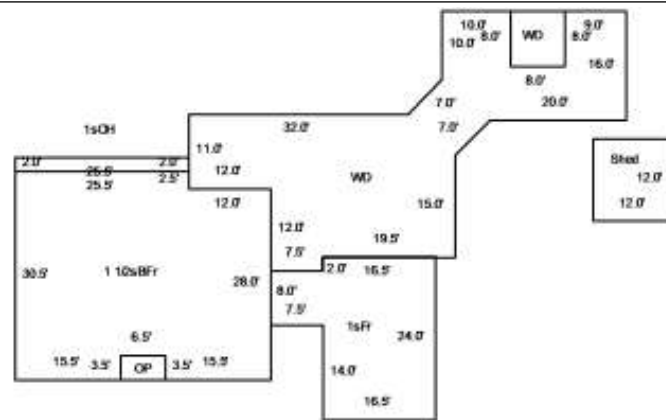 10.0' 8.0' WD 9.0' 8.0'
10.0'
16.0'
8.0'
7.0' 20.0'
1sOH 32.0' 7.0'
11.0'
2.0' 2.0' 12.0'
25.5'
25.5' 2.5'
WD
Shed
12.0'
12.0'
12.0' 15.0'
12.0'
19.5'
7.5'
2.0' 16.5'
30.5' 1 1/2sBFr 28.0'
8.0'
7.5'
1sFr 24.0'
6.5'
15.5' 3.5' OP 3.5' 15.5'
14.0'
16.5'